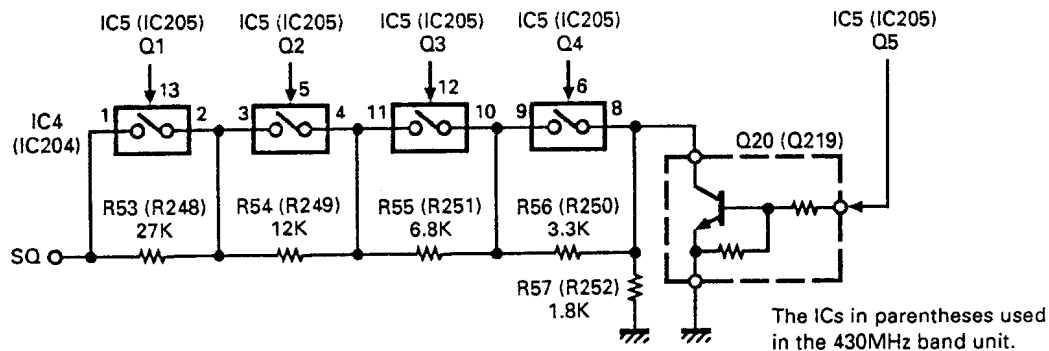 IC5 (IC205)
Q1
IC5 (IC205)
Q2
IC5 (IC205)
Q3
IC5 (IC205)
Q4
IC5 (IC205)
Q5
13
5
12
6
1
2
3
4
11
10
9
8
IC4
(IC204)
Q20 (Q219)
R53 (R248)
27K
R54 (R249)
12K
R55 (R251)
6.8K
R56 (R250)
3.3K
SQ
R57 (R252)
1.8K
The ICs in parentheses used
in the 430MHz band unit.